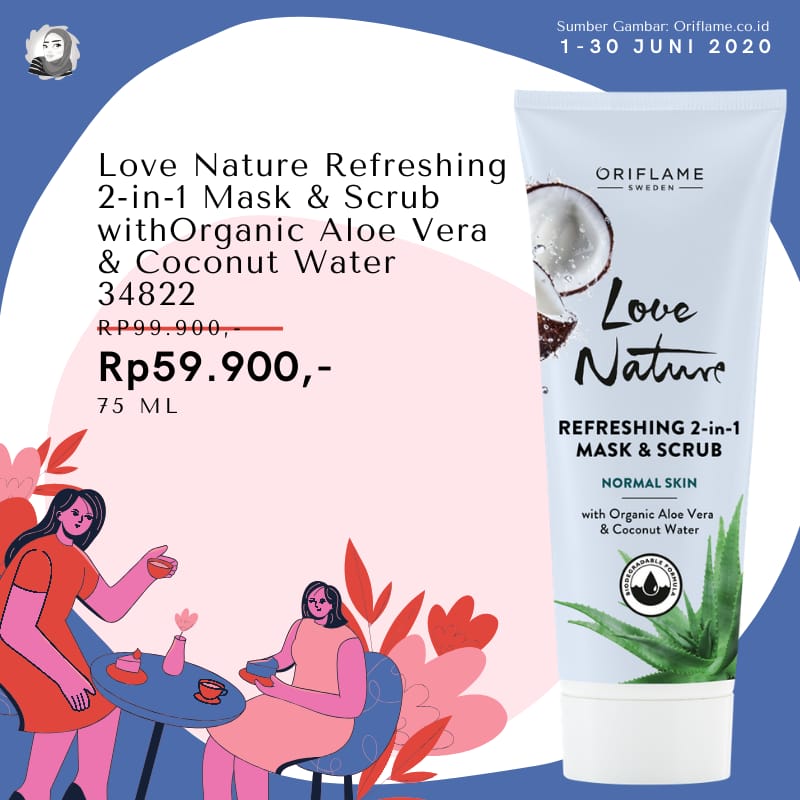 Sumber Gambar: Oriflame.co.id
1-30 JUNI 2020
Love Nature Refreshing
2-in-1 Mask & Scrub
withOrganic Aloe Vera
& Coconut Water
34822
RP99.900,-
Rp59.900,-
75 ML
ORIFLAME
SWEDEN
Love
Nature
REFRESHING 2-in-1
MASK & SCRUB
NORMAL SKIN
with Organic Aloe Vera
& Coconut Water
BIODEGRADABLE FORMULA